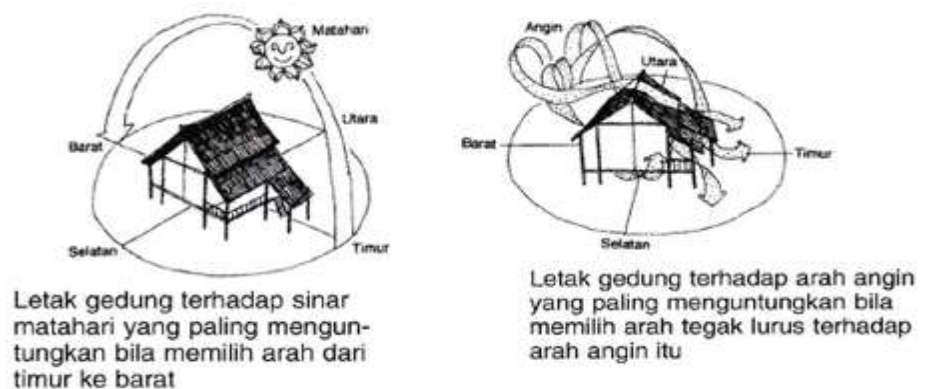 Matahari
Utara
Barat
Selatan
Timur
Letak gedung terhadap sinar
matahari yang paling mengun-
tungkan bila memilih arah dari
timur ke barat
Angin
Utara
Barat
Timur
Selatan
Letak gedung terhadap arah angin
yang paling menguntungkan bila
memilih arah tegak lurus terhadap
arah angin itu